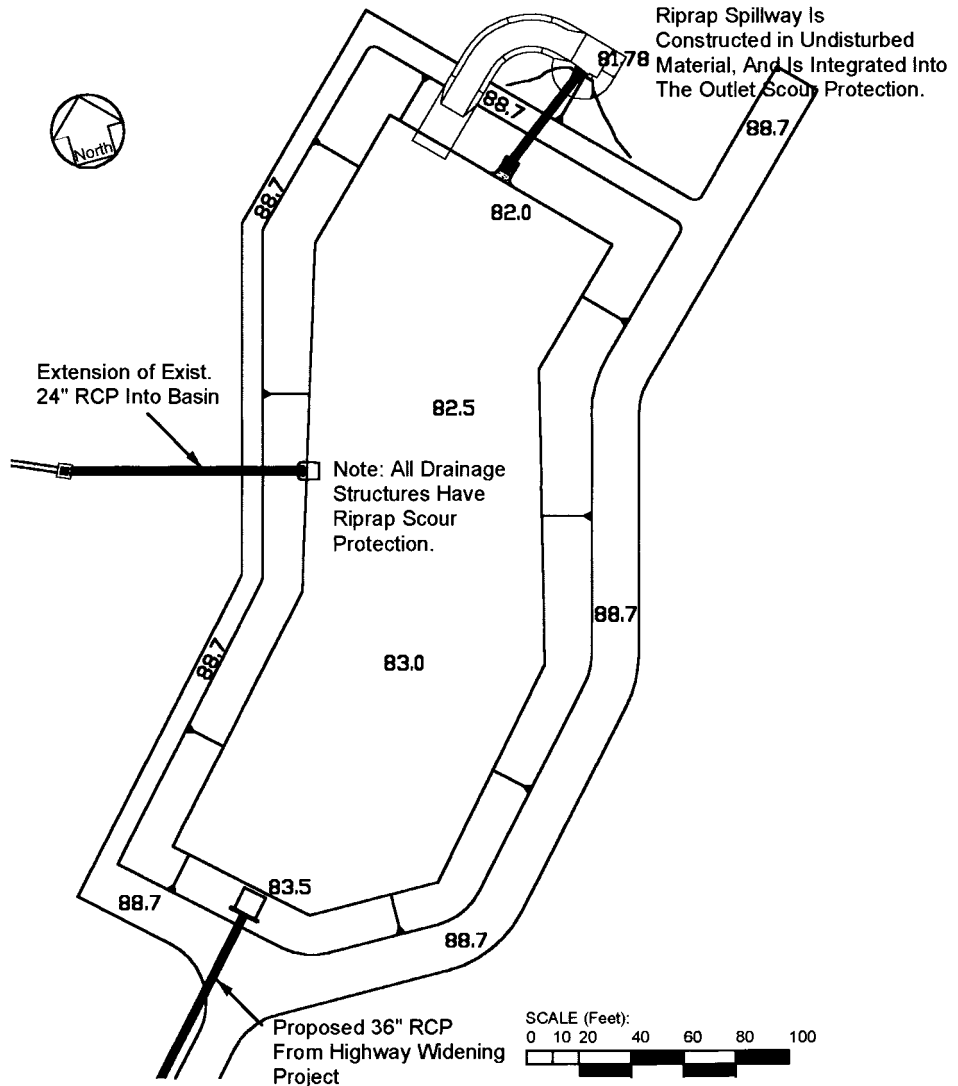 Riprap Spillway Is
Constructed in Undisturbed
Material, And Is Integrated Into
The Outlet Scour Protection.
81.78
88.7
88.7
North
88.7
82.0
Extension of Exist.
24" RCP Into Basin
82.5
Note: All Drainage
Structures Have
Riprap Scour
Protection.
88.7
88.7
83.0
83.5
88.7
88.7
Proposed 36" RCP
From Highway Widening
Project
SCALE (Feet):
0 10 20 40 60 80 100